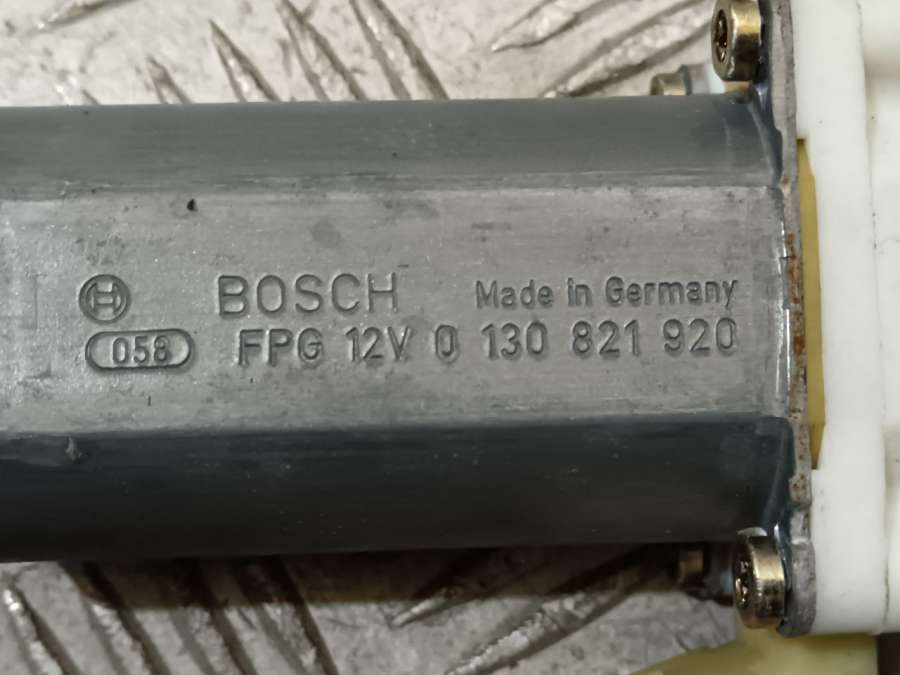 BOSCH Made in Germany
058 FPG 12V 0 130 821 920